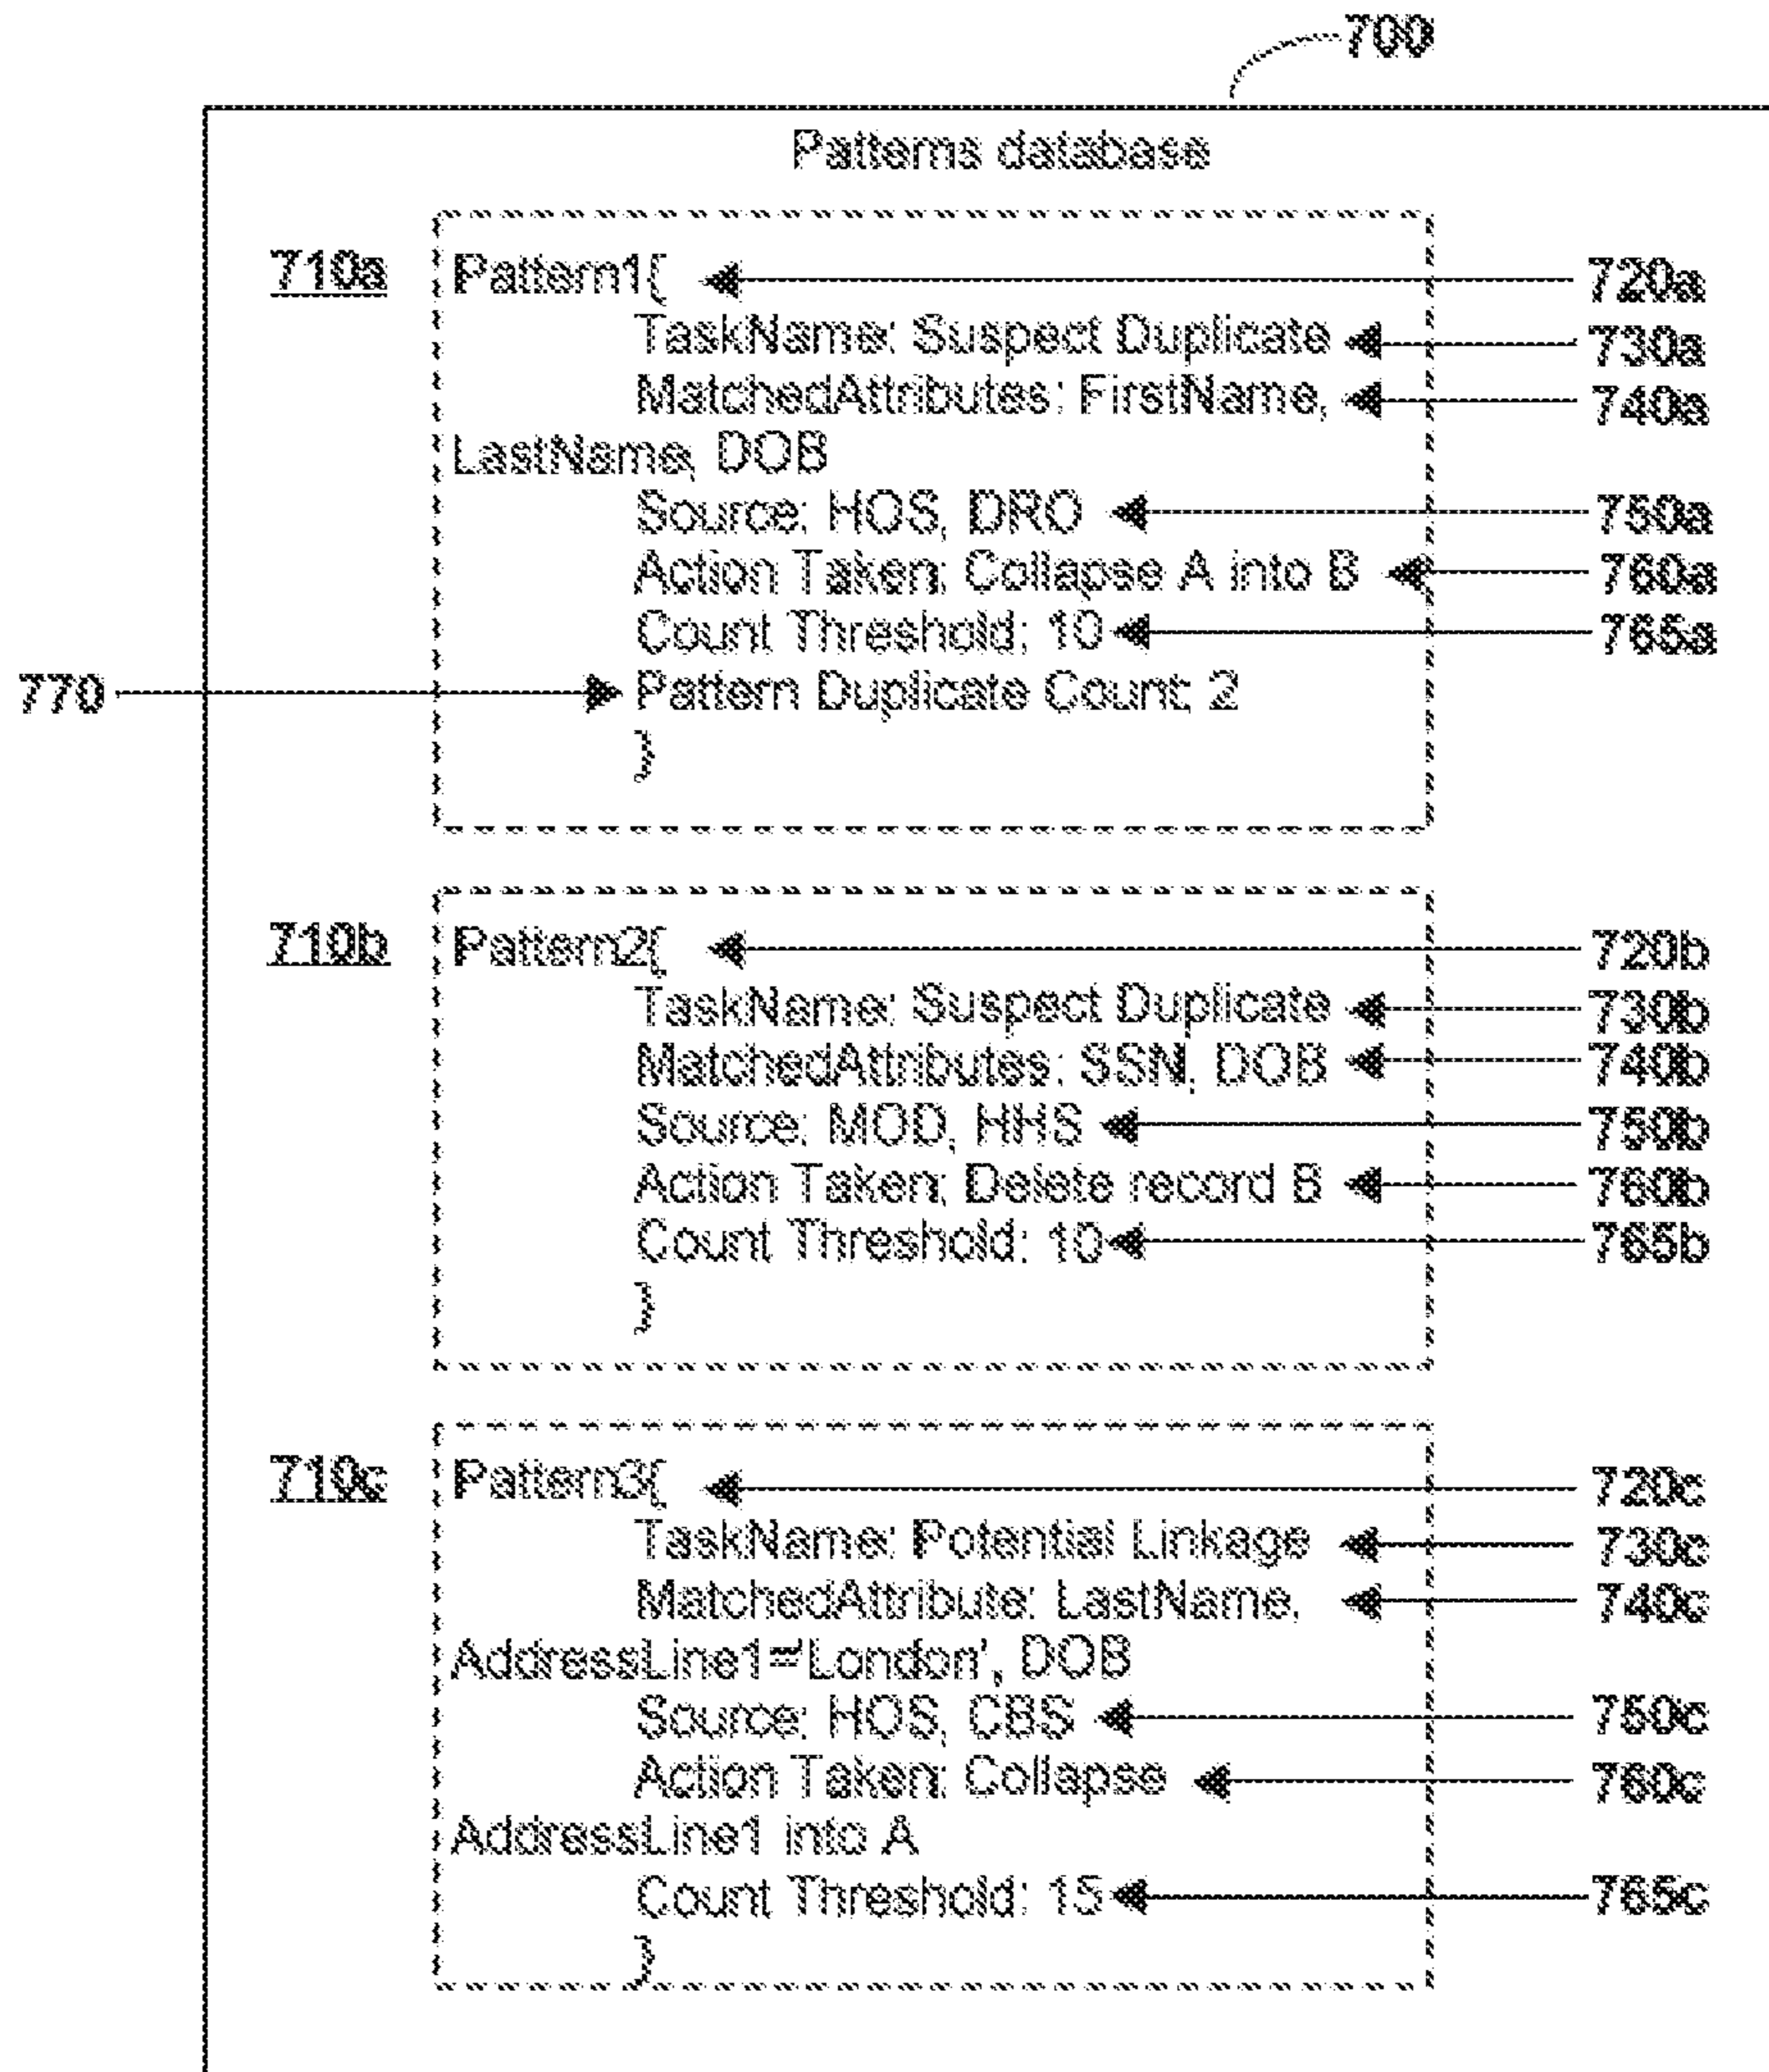 700
Patterns database
710a Pattern1{ 720a
TaskName: Suspect Duplicate 730a
MatchedAttributes: FirstName, 740a
LastName, DOB
Source: HOS, DRO 750a
Action Taken: Collapse A into B 760a
Count Threshold: 10 765a
770 Pattern Duplicate Count: 2
}
710b Pattern2{ 720b
TaskName: Suspect Duplicate 730b
MatchedAttributes: SSN, DOB 740b
Source: MOD, HHS 750b
Action Taken: Delete record B 760b
Count Threshold: 10 765b
}
710c Pattern3{ 720c
TaskName: Potential Linkage 730c
MatchedAttribute: LastName, 740c
AddressLine1='London', DOB
Source: HOS, CBS 750c
Action Taken: Collapse 760c
AddressLine1 into A
Count Threshold: 15 765c
}